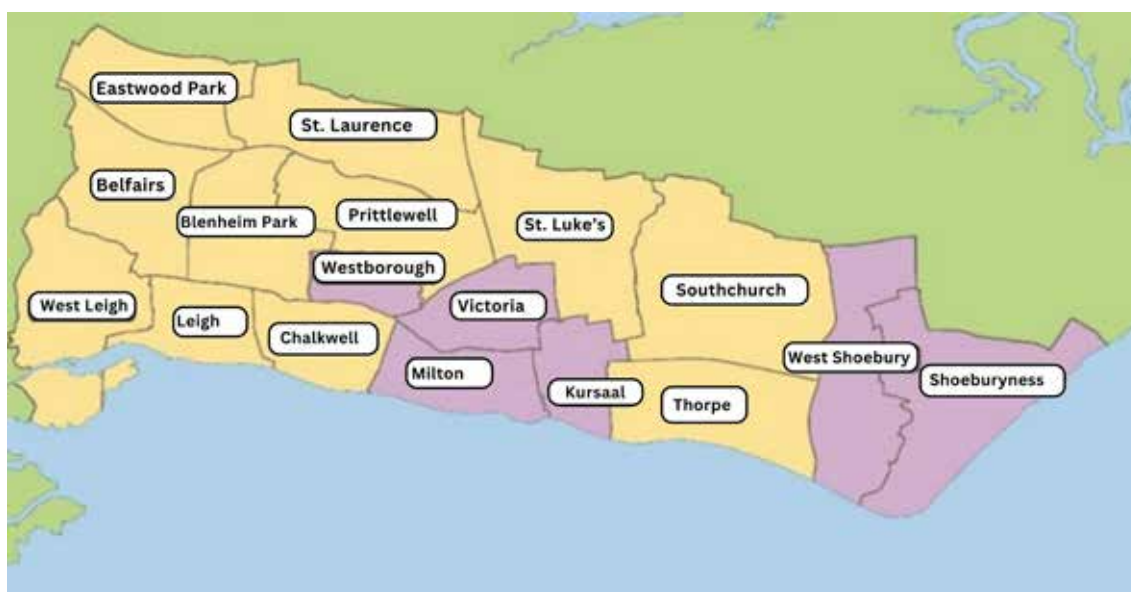 Eastwood Park
St. Laurence
Belfairs
Blenheim Park
Prittlewell
St. Luke's
Westborough
Southchurch
West Leigh
Victoria
Leigh
Chalkwell
West Shoebury
Milton
Shoeburyness
Kursaal
Thorpe